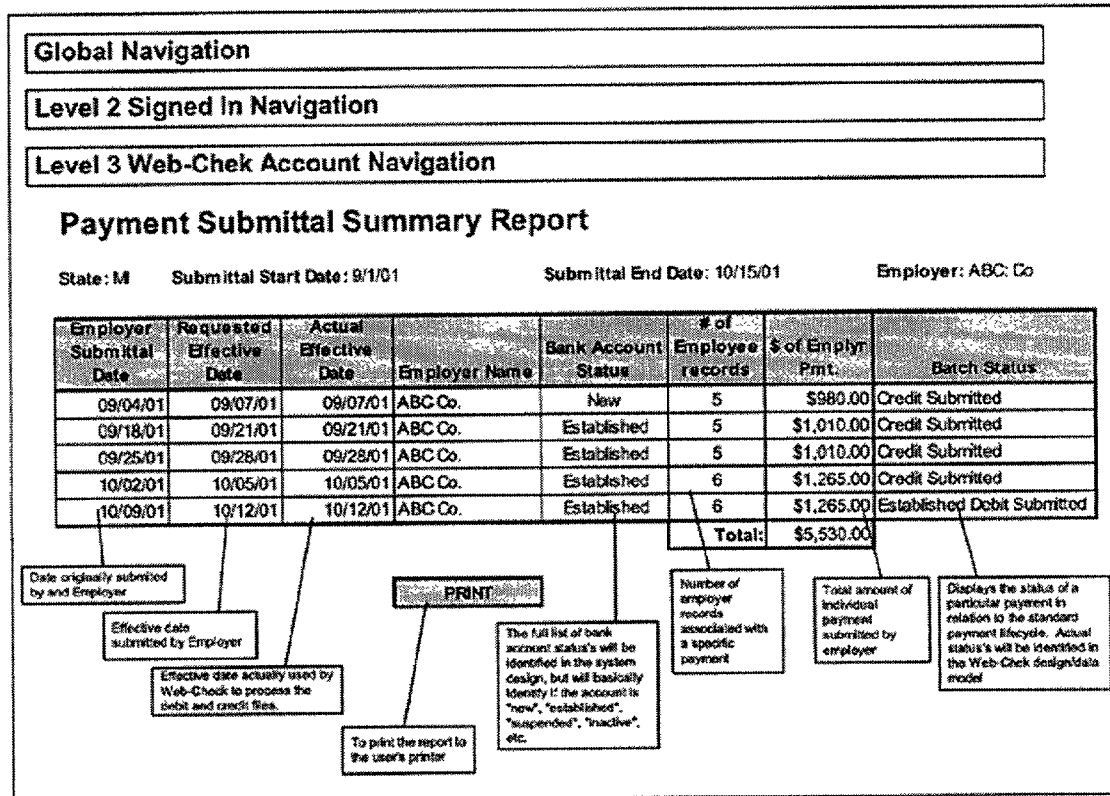 Global Navigation
Level 2 Signed In Navigation
Level 3 Web-Chek Account Navigation
Payment Submittal Summary Report
State: MI Submittal Start Date: 9/1/01 Submittal End Date: 10/15/01 Employer: ABC: Co
Employer Submittal Date Requested Effective Date Actual Effective Date Employer Name Bank Account Status # of Employee records $ of Emplyr Pmt. Batch Status
09/04/01 09/07/01 09/07/01 ABC Co. New 5 $980.00 Credit Submitted
09/18/01 09/21/01 09/21/01 ABC Co. Established 5 $1,010.00 Credit Submitted
09/25/01 09/28/01 09/28/01 ABC Co. Established 5 $1,010.00 Credit Submitted
10/02/01 10/05/01 10/05/01 ABC Co. Established 6 $1,265.00 Credit Submitted
10/09/01 10/12/01 10/12/01 ABC Co. Established 6 $1,265.00 Established Debit Submitted
Total: $5,530.00
Date originally submitted
by and Employer
Effective date
submitted by Employer
Effective date actually used by
Web-Check to process the
debit and credit files.
PRINT
To print the report to
the user's printer
The full list of bank
account status's will be
identified in the system
design, but will basically
identify if the account is
"new", "established",
"suspended", "inactive",
etc.
Number of
employer
records
associated with
a specific
payment
Total amount of
individual
payment
submitted by
employer
Displays the status of a
particular payment in
relation to the standard
payment lifecycle. Actual
status's will be identified in
the Web-Chek design/data
model